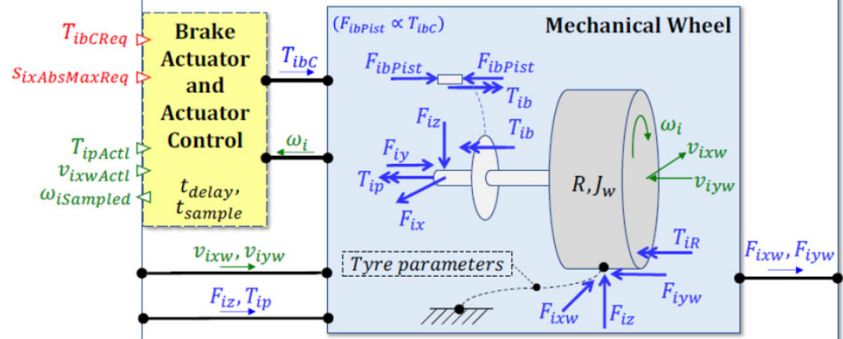 T_ibCReq
s_ixAbsMaxReq
T_ipActl
v_ixwActl
ω_iSampled
Brake
Actuator
and
Actuator
Control
t_delay,
t_sample
T_ibC
ω_i
v_ixw, v_iyw
F_iz, T_ip
(F_ibPist ∝ T_ibC)
Mechanical Wheel
F_ibPist
F_ibPist
T_ib
F_iz
T_ib
F_iy
T_ip
F_ix
R, J_w
ω_i
v_ixw
v_iyw
T_iR
Tyre parameters
F_ixw
F_iz
F_iyw
F_ixw, F_iyw